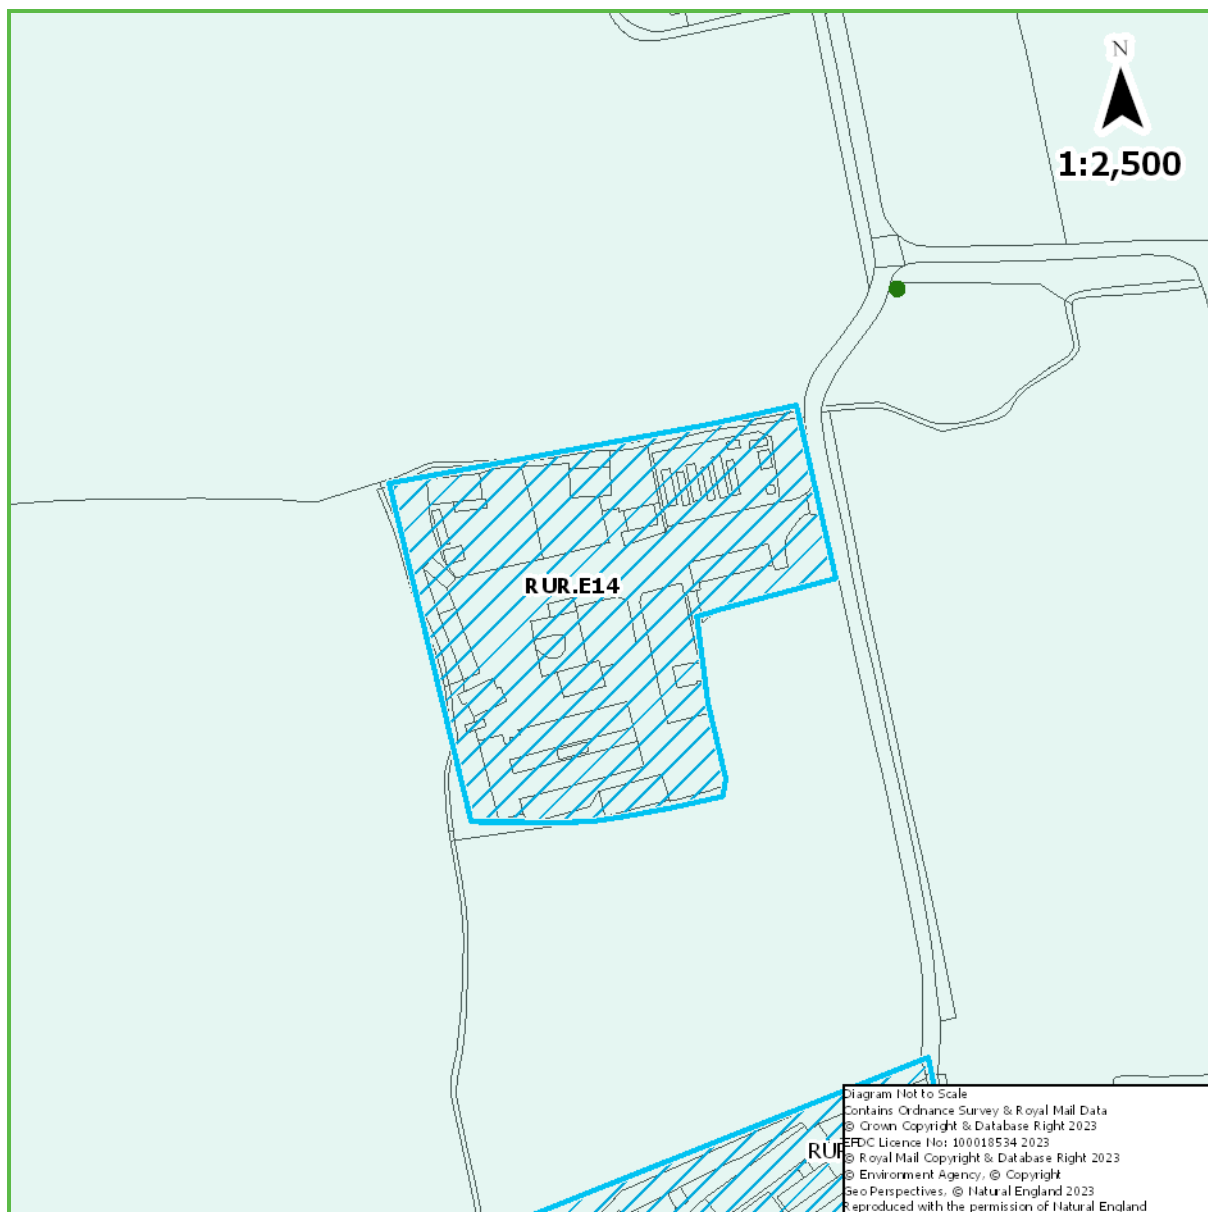 N
1:2,500
RUR.E14
Diagram Not to Scale
Contains Ordnance Survey & Royal Mail Data
© Crown Copyright & Database Right 2023
EFDC Licence No: 100018534 2023
© Royal Mail Copyright & Database Right 2023
© Environment Agency, © Copyright
Geo Perspectives, © Natural England 2023
Reproduced with the permission of Natural England